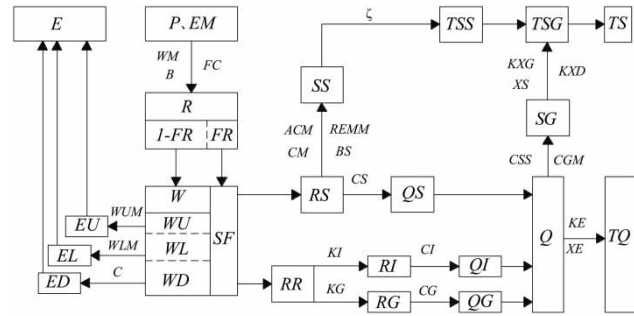 E
P、EM
WM
B
FC
R
1-FR
FR
W
WU
WL
WD
SF
WUM
EU
WLM
EL
C
ED
ζ
TSS
TSG
TS
SS
KXG
XS
KXD
SG
ACM
CM
REMM
BS
CSS
CGM
RS
CS
QS
Q
KE
XE
TQ
RR
KI
RI
CI
QI
KG
RG
CG
QG